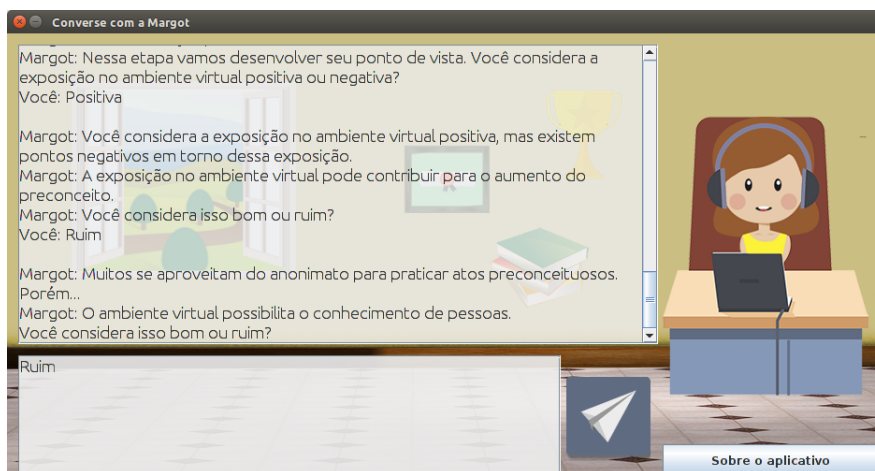 Converse com a Margot
Margot: Nessa etapa vamos desenvolver seu ponto de vista. Você considera a
exposição no ambiente virtual positiva ou negativa?
Você: Positiva
Margot: Você considera a exposição no ambiente virtual positiva, mas existem
pontos negativos em torno dessa exposição.
Margot: A exposição no ambiente virtual pode contribuir para o aumento do
preconceito.
Margot: Você considera isso bom ou ruim?
Você: Ruim
Margot: Muitos se aproveitam do anonimato para praticar atos preconceituosos.
Porém...
Margot: O ambiente virtual possibilita o conhecimento de pessoas.
Você considera isso bom ou ruim?
Ruim
Sobre o aplicativo